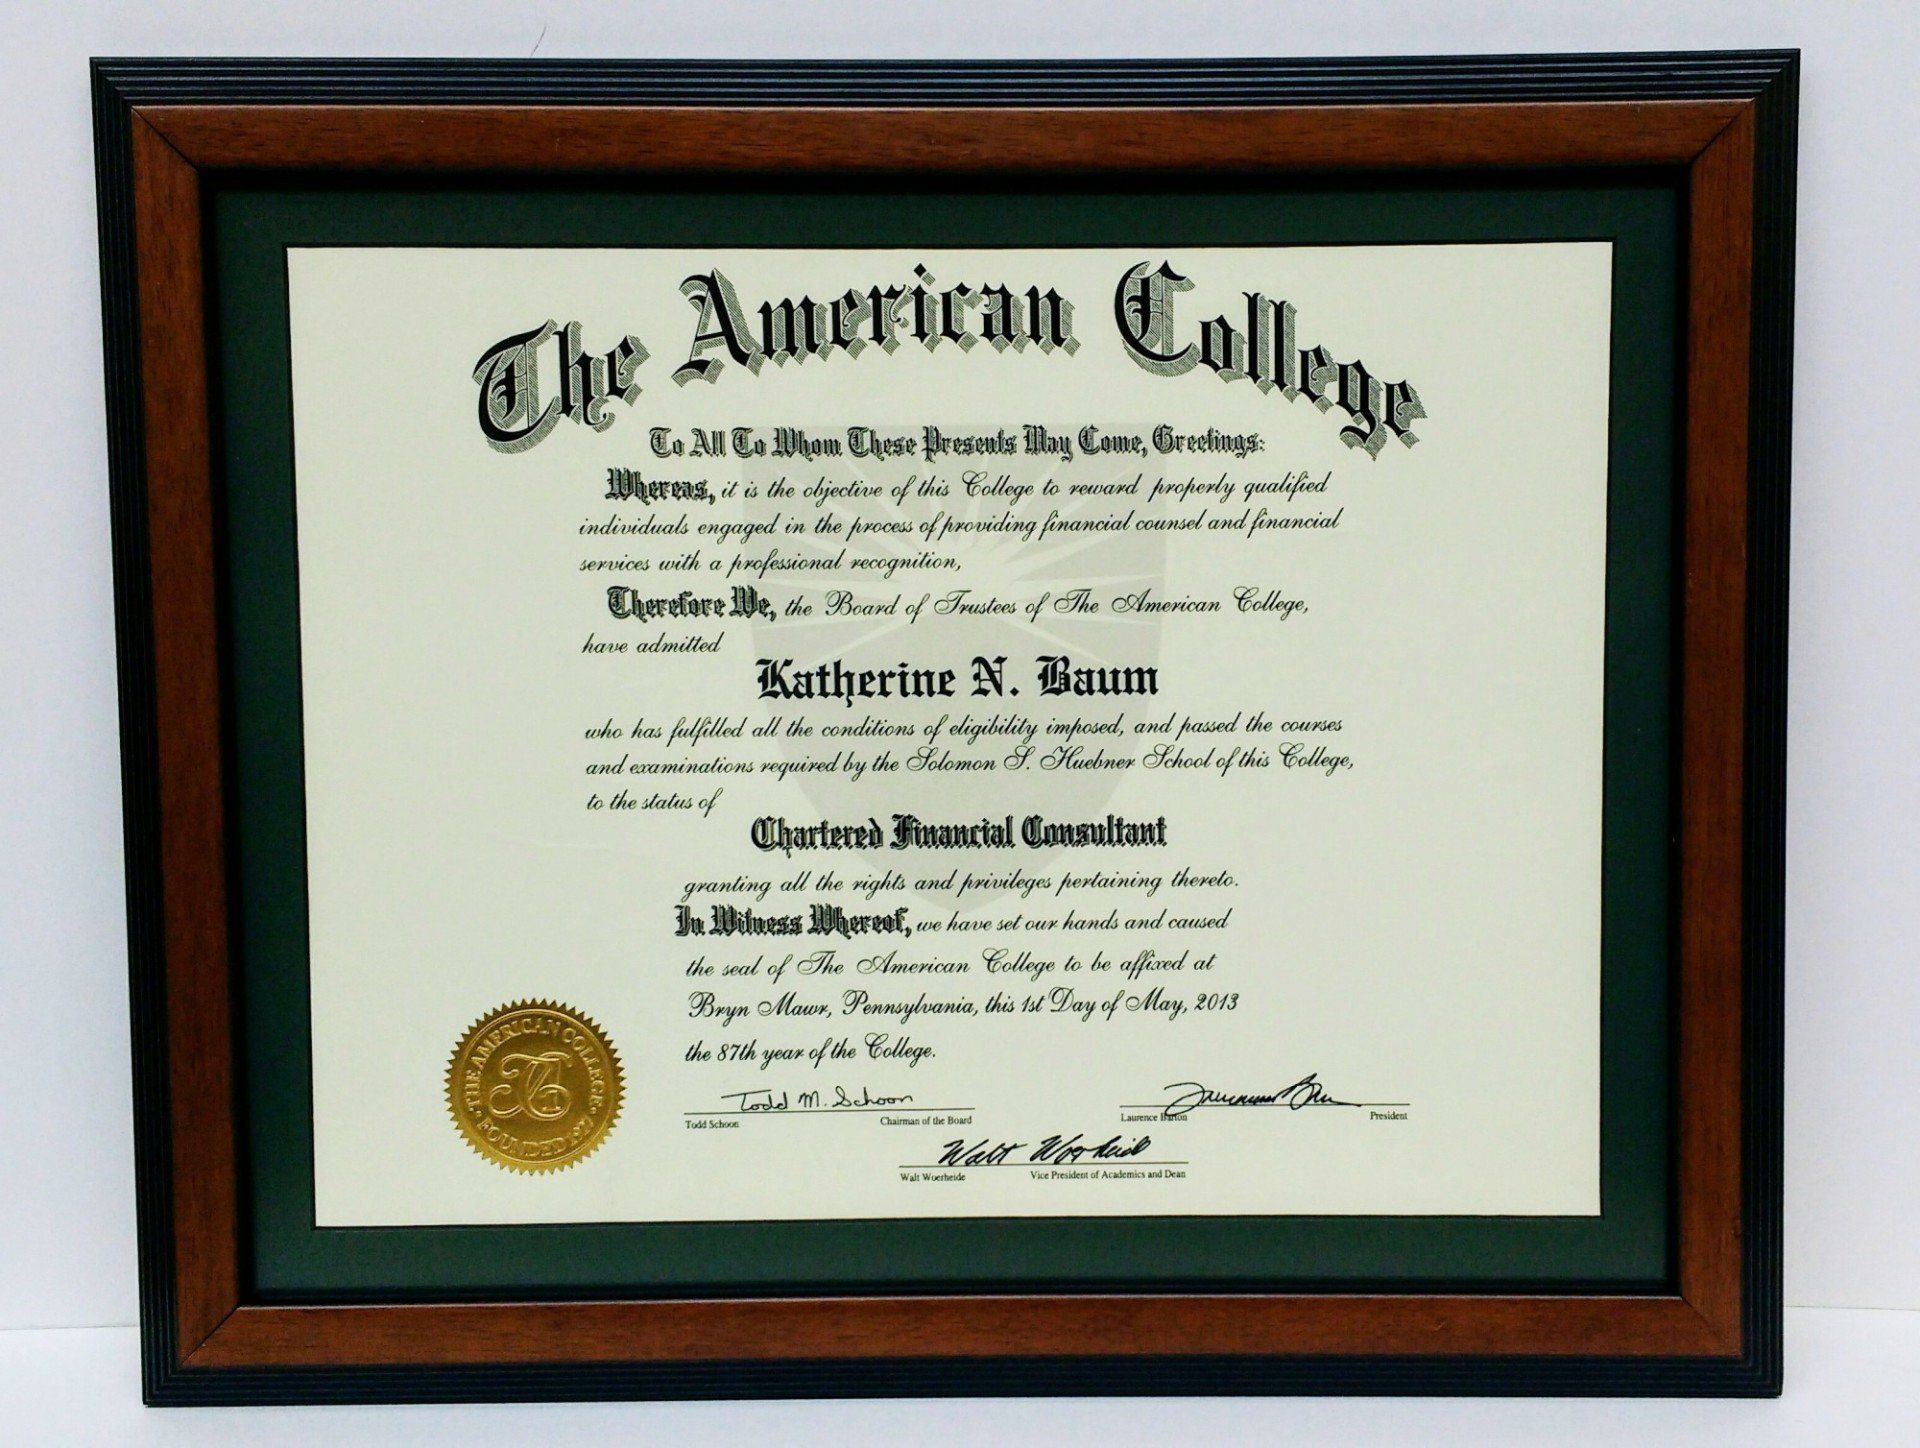 The American College
To All To Whom These Presents May Come, Greetings:
Whereas, it is the objective of this College to reward properly qualified
individuals engaged in the process of providing financial counsel and financial
services with a professional recognition,
Therefore We, the Board of Trustees of The American College,
have admitted
Katherine N. Baum
who has fulfilled all the conditions of eligibility imposed, and passed the courses
and examinations required by the Solomon S. Huebner School of this College,
to the status of
Chartered Financial Consultant
granting all the rights and privileges pertaining thereto.
In Witness Whereof, we have set our hands and caused
the seal of The American College to be affixed at
Bryn Mawr, Pennsylvania, this 1st Day of May, 2013
the 87th year of the College.
THE AMERICAN COLLEGE
FOUNDED 1927
Todd M. Schoon
Todd Schoon Chairman of the Board
Laurence Barton President
Walt Woerheide
Walt Woerheide Vice President of Academics and Dean